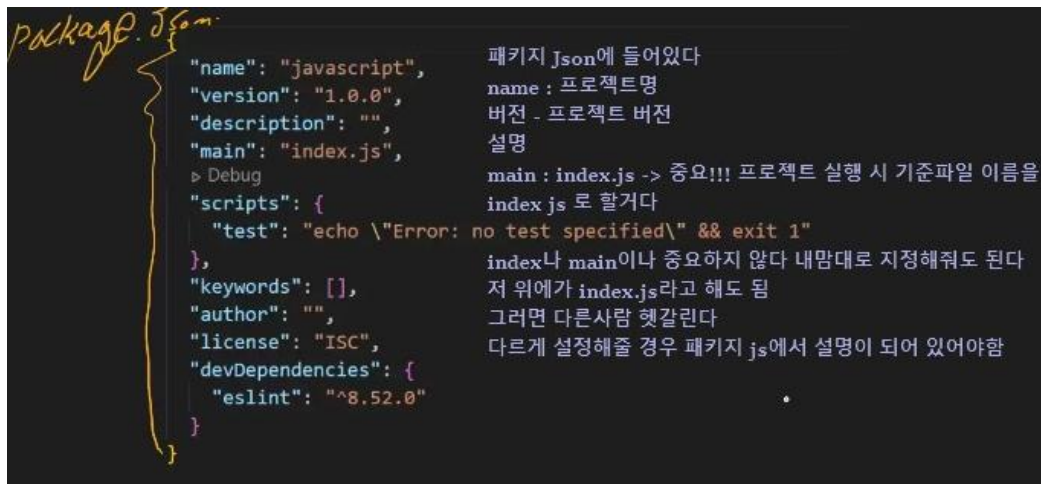 package.Json
{
"name": "javascript",
패키지 Json에 들어있다
"version": "1.0.0",
name : 프로젝트명
"description": "",
버전 - 프로젝트 버전
"main": "index.js",
설명
▷ Debug
main : index.js -> 중요!!! 프로젝트 실행 시 기준파일 이름을
"scripts": {
index js 로 할거다
"test": "echo \"Error: no test specified\" && exit 1"
},
index나 main이나 중요하지 않다 내맘대로 지정해줘도 된다
"keywords": [],
저 위에가 index.js라고 해도 됨
"author": "",
그러면 다른사람 헷갈린다
"license": "ISC",
다르게 설정해줄 경우 패키지 js에서 설명이 되어 있어야함
"devDependencies": {
"eslint": "^8.52.0"
}
}